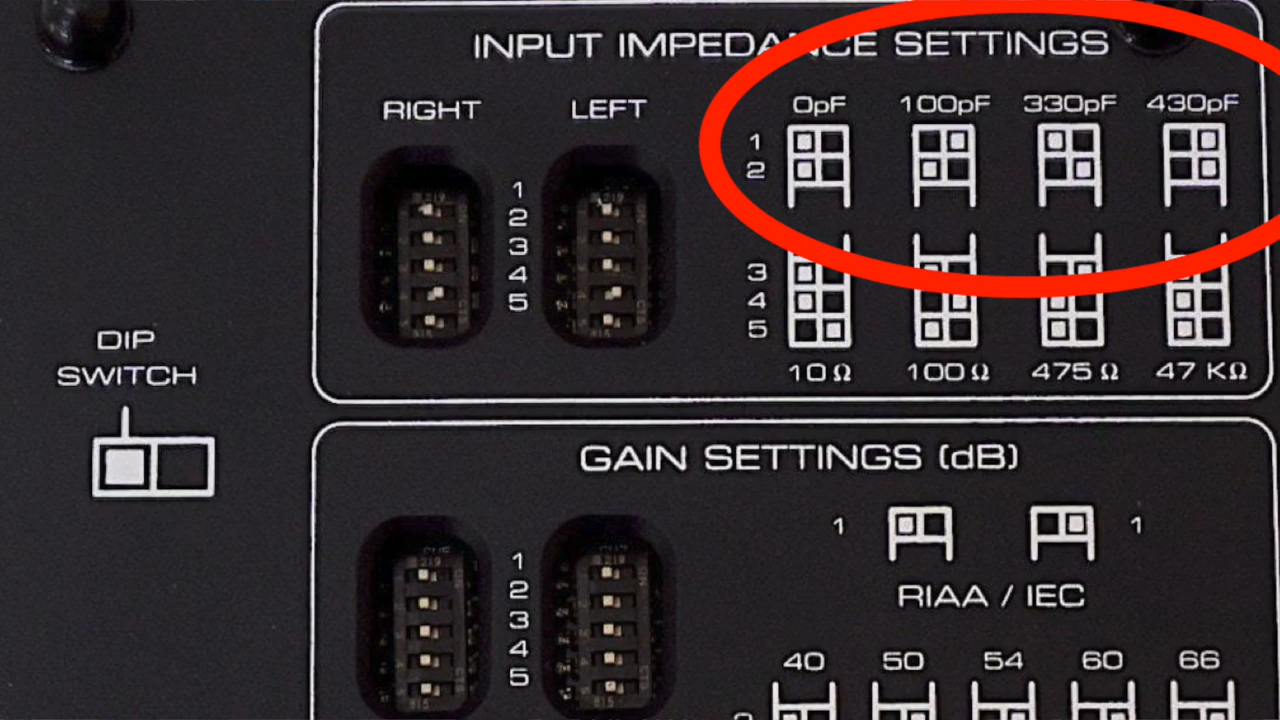 INPUT IMPEDANCE SETTINGS
RIGHT LEFT 0pF 100pF 330pF 430pF
1
2
1
2
3
4
5
3
4
5
10 Ω 100 Ω 475 Ω 47 KΩ
DIP
SWITCH
GAIN SETTINGS (dB)
1 1
RIAA / IEC
1
2
3
4
5
40 50 54 60 66